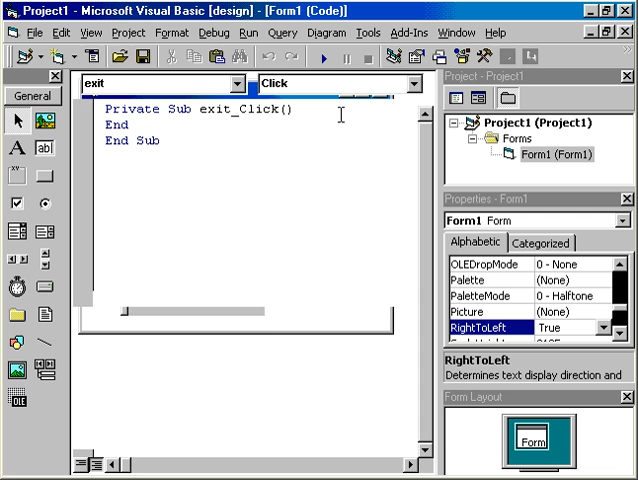 Project1 - Microsoft Visual Basic [design] - [Form1 (Code)]
File Edit View Project Format Debug Run Query Diagram Tools Add-Ins Window Help
General
exit
Click
Private Sub exit_Click()
End
End Sub
Project - Project1
Project1 (Project1)
Forms
Form1 (Form1)
Properties - Form1
Form1 Form
Alphabetic Categorized
OLEDropMode 0 - None
Palette (None)
PaletteMode 0 - Halftone
Picture (None)
RightToLeft True
RightToLeft
Determines text display direction and
Form Layout
Form
A
ab
xy
OLE